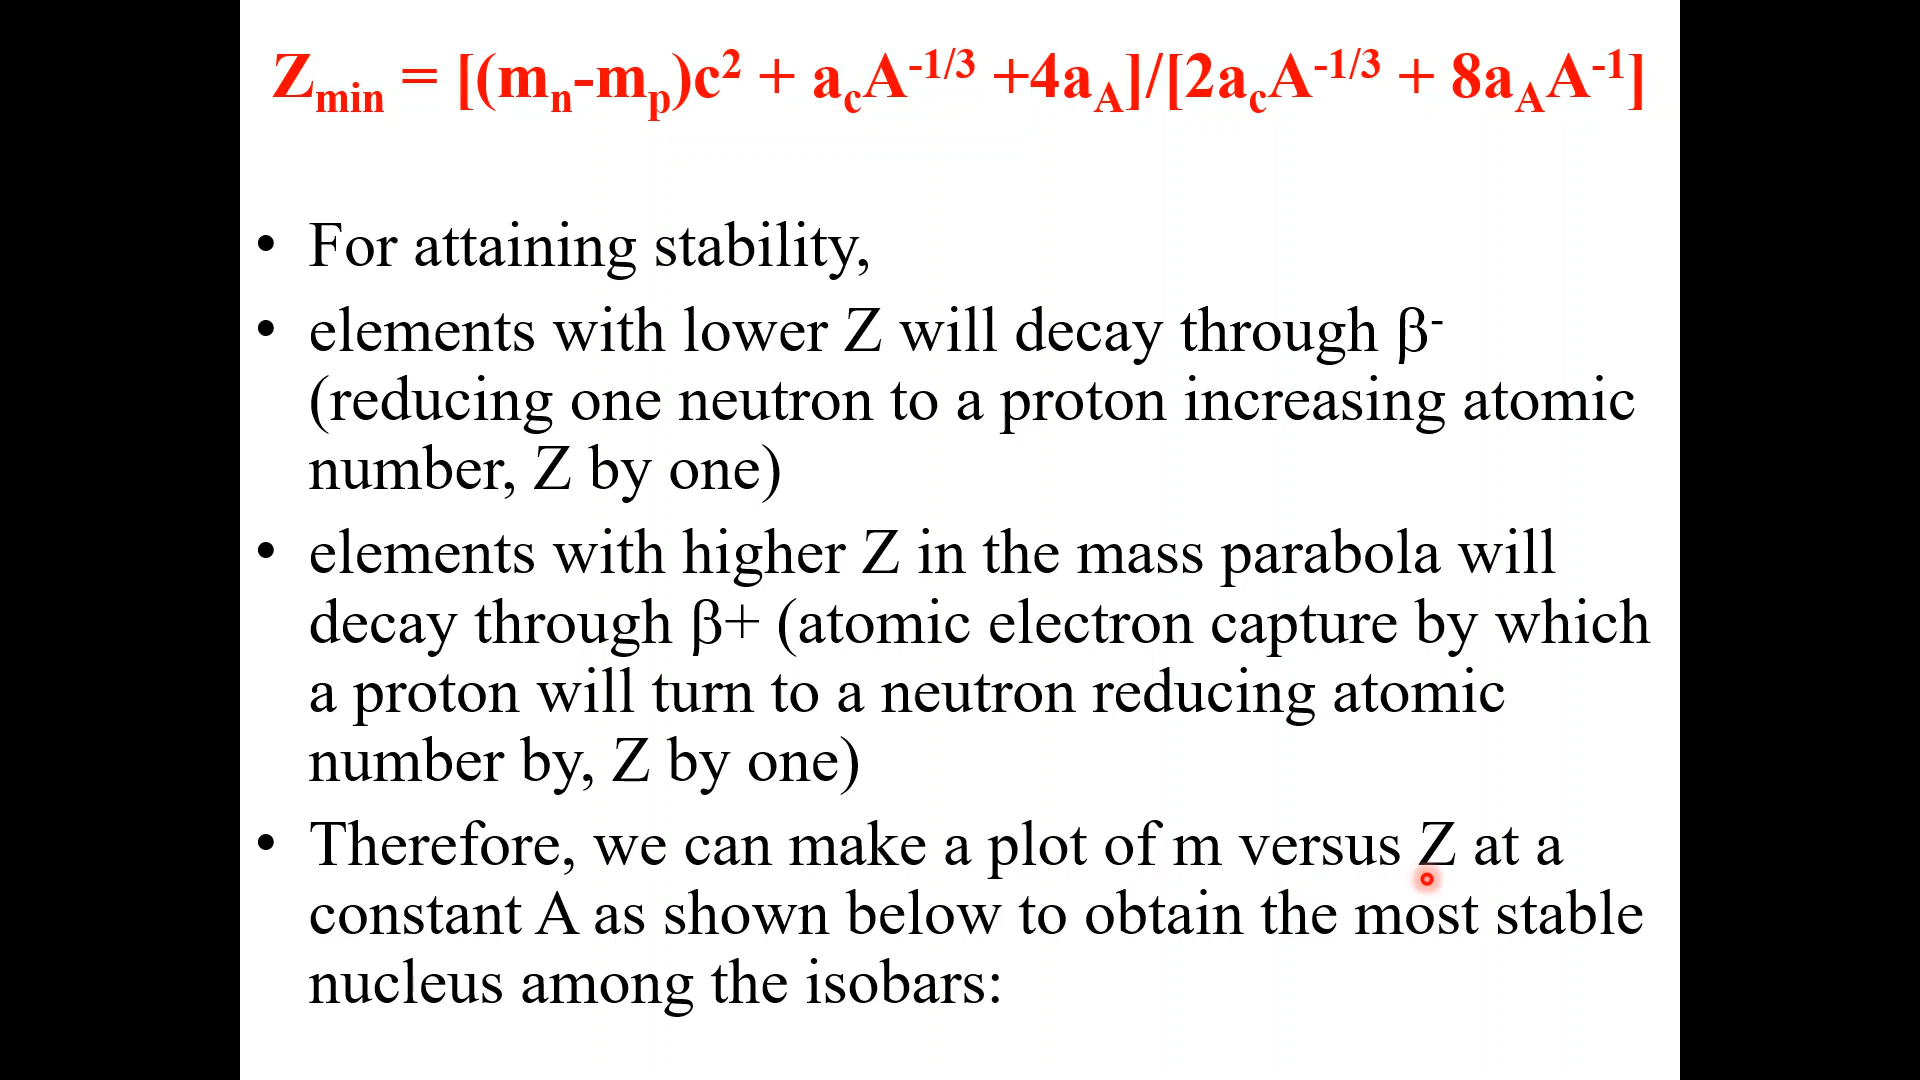 Zmin = [(mn-mp)c² + acA⁻¹/³ +4aA]/[2acA⁻¹/³ + 8aAA⁻¹]
• For attaining stability,
• elements with lower Z will decay through β⁻
(reducing one neutron to a proton increasing atomic
number, Z by one)
• elements with higher Z in the mass parabola will
decay through β+ (atomic electron capture by which
a proton will turn to a neutron reducing atomic
number by, Z by one)
• Therefore, we can make a plot of m versus Z at a
constant A as shown below to obtain the most stable
nucleus among the isobars: